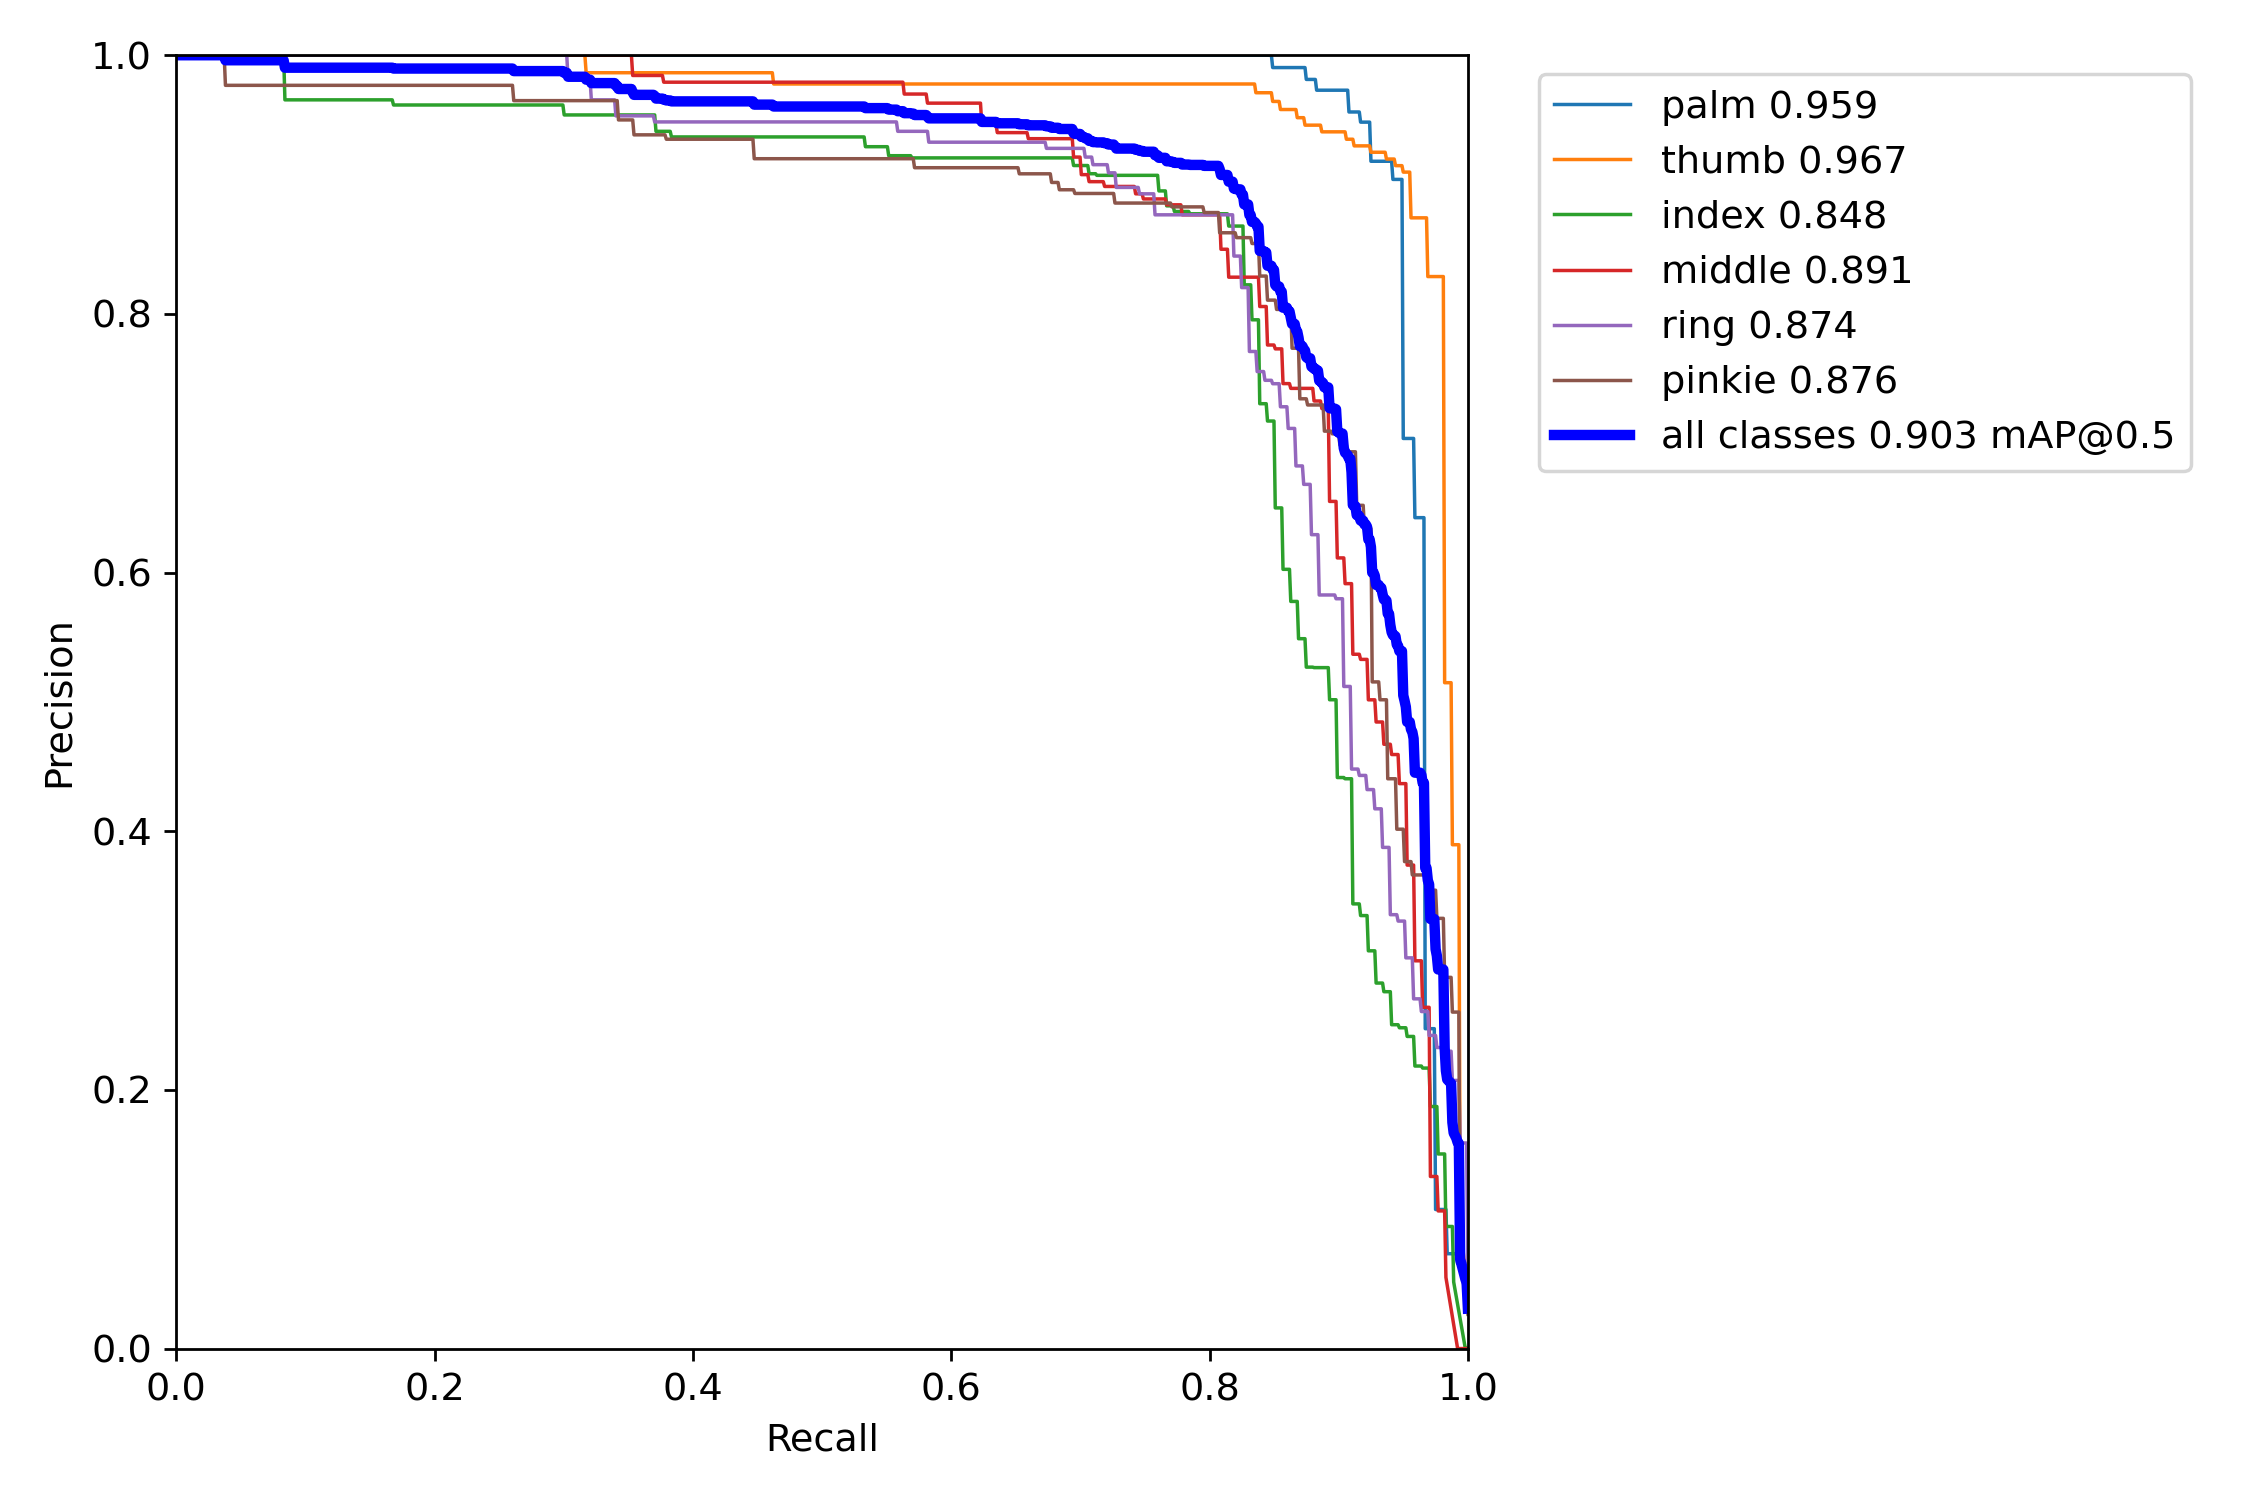 1.0
0.8
0.6
0.4
0.2
0.0
Precision
0.0 0.2 0.4 0.6 0.8 1.0
Recall
palm 0.959
thumb 0.967
index 0.848
middle 0.891
ring 0.874
pinkie 0.876
all classes 0.903 mAP@0.5